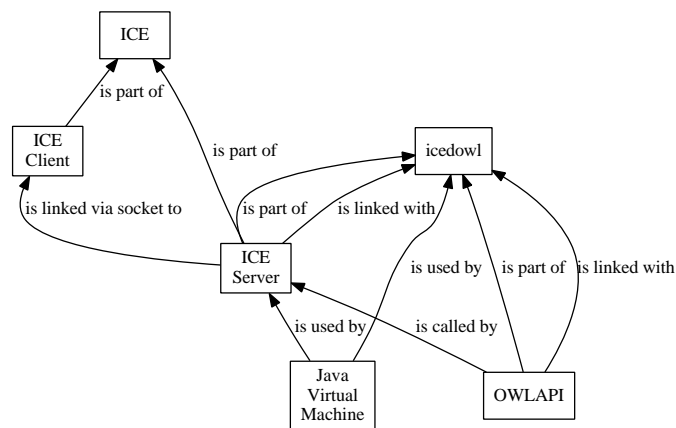 ICE
is part of
ICE
Client
is part of
icedowl
is linked via socket to
is part of
is linked with
ICE
Server
is used by
is part of
is linked with
is used by
is called by
Java
Virtual
Machine
OWLAPI